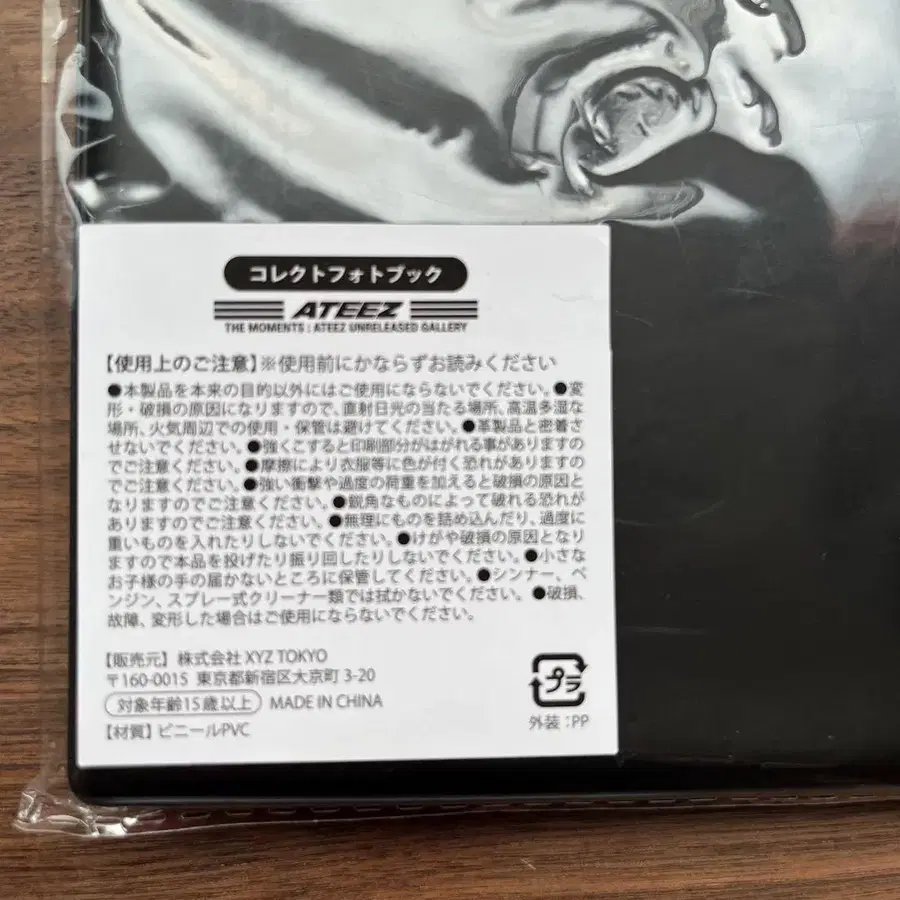 コレクトフォトブック
ATEEZ
THE MOMENTS : ATEEZ UNRELEASED GALLERY
【使用上のご注意】※使用前にかならずお読みください
●本製品を本来の目的以外にはご使用にならないでください。●変
形・破損の原因になりますので、直射日光の当たる場所、高温多湿な
場所、火気周辺での使用・保管は避けてください。●革製品と密着さ
せないでください。●強くこすると印刷部分がはがれる事があります
のでご注意ください。●摩擦により衣服等に色が付く恐れがあります
のでご注意ください。●強い衝撃や過度の荷重を加えると破損の原因と
なりますのでご注意ください。●鋭角なものによって破れる恐れが
ありますのでご注意ください。●無理にものを詰め込んだり、過度に
重いものを入れたりしないでください。●けがや破損の原因となり
ますので本品を投げたり振り回したりしないでください。●小さな
お子様の手の届かないところに保管してください。●シンナー、ベ
ンジン、スプレー式クリーナー類では拭かないでください。●破損、
故障、変形した場合はご使用にならないでください。
【販売元】株式会社 XYZ TOKYO
〒160-0015 東京都新宿区大京町 3-20
対象年齢15歳以上 MADE IN CHINA
【材質】ビニールPVC
プラ
外装:PP